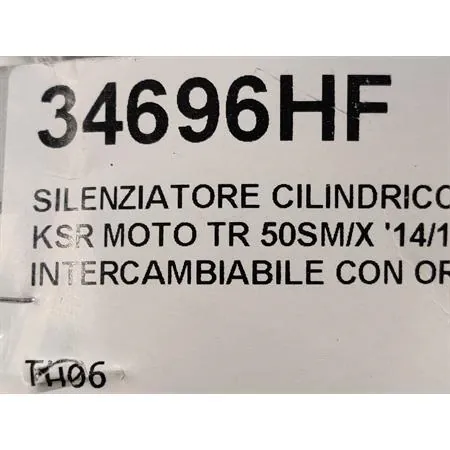 34696HF
SILENZIATORE CILINDRICO
KSR MOTO TR 50SM/X '14/1
INTERCAMBIABILE CON OR
TH06